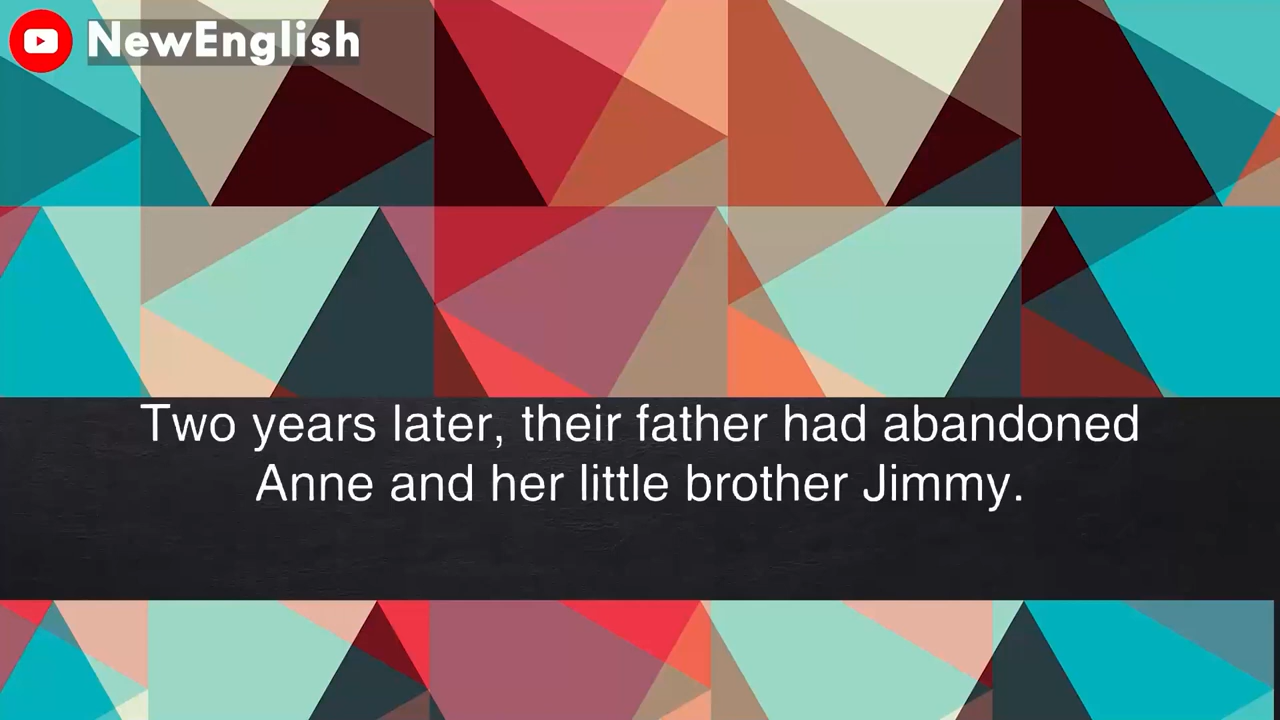 NewEnglish
Two years later, their father had abandoned
Anne and her little brother Jimmy.